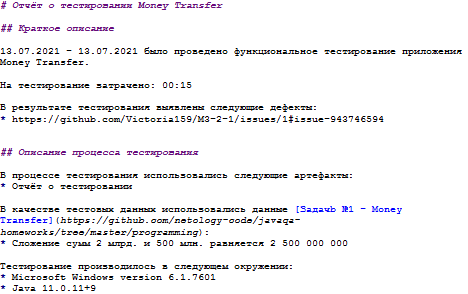 # Отчёт о тестировании Money Transfer
## Краткое описание
13.07.2021 - 13.07.2021 было проведено функциональное тестирование приложения
Money Transfer.
На тестирование затрачено: 00:15
В результате тестирования выявлены следующие дефекты:
* https://github.com/Victoria159/M3-2-1/issues/1#issue-943746594
## Описание процесса тестирования
В процессе тестирования использовались следующие артефакты:
* Отчёт о тестировании
В качестве тестовых данных использовались данные [Задачь №1 - Money
Transfer](https://github.com/netology-code/javaqa-
homeworks/tree/master/programming):
* Сложение сумм 2 млрд. и 500 млн. равняется 2 500 000 000
Тестирование производилось в следующем окружении:
* Microsoft Windows version 6.1.7601
* Java 11.0.11+9